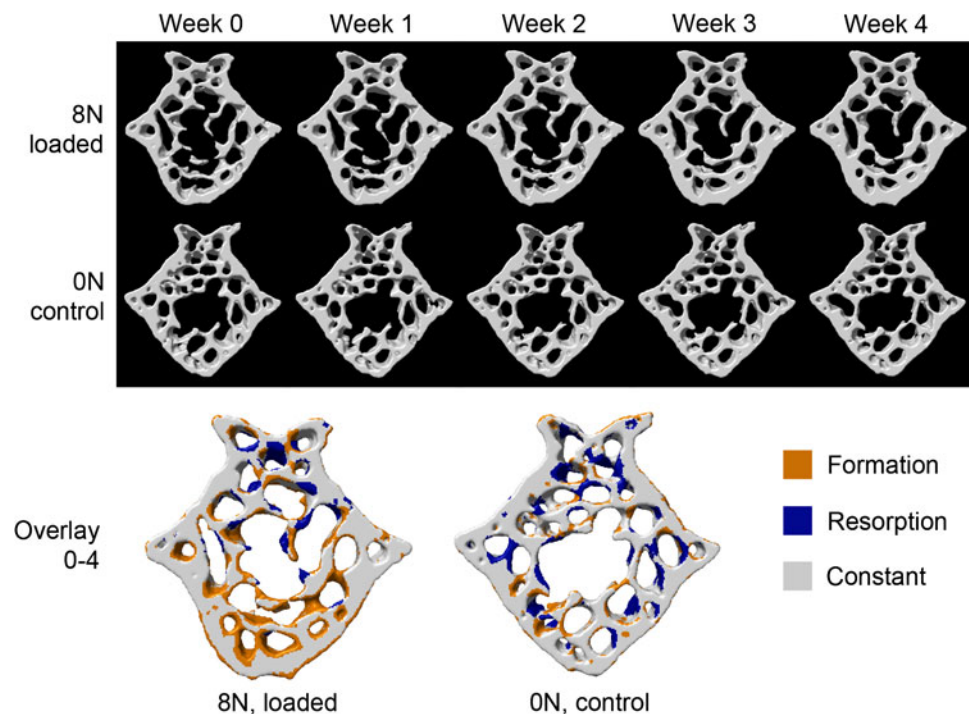 Week 0 Week 1 Week 2 Week 3 Week 4
8N
loaded
0N
control
Overlay
0-4
Formation
Resorption
Constant
8N, loaded 0N, control